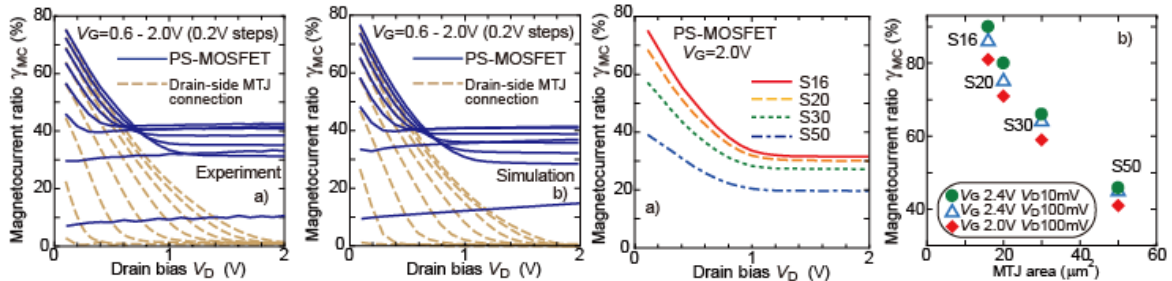 Magnetocurrent ratio γMC (%)
80
60
40
20
0
VG=0.6 - 2.0V (0.2V steps)
PS-MOSFET
Drain-side MTJ
connection
Experiment
a)
0
1
2
Drain bias VD (V)
Magnetocurrent ratio γMC (%)
80
60
40
20
0
VG=0.6 - 2.0V (0.2V steps)
PS-MOSFET
Drain-side MTJ
connection
Simulation
b)
0
1
2
Drain bias VD (V)
Magnetocurrent ratio γMC (%)
80
60
40
20
0
PS-MOSFET
VG=2.0V
S16
S20
S30
S50
a)
0
1
2
Drain bias VD (V)
Magnetocurrent ratio γMC (%)
80
60
40
b)
S16
S20
S30
S50
VG 2.4V VD10mV
VG 2.4V VD100mV
VG 2.0V VD100mV
0
20
40
60
MTJ area (μm²)